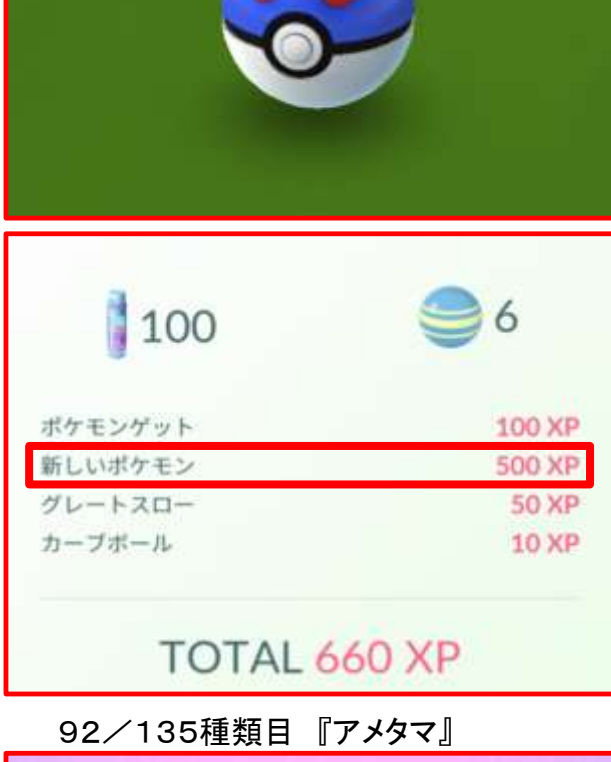 100 6
ポケモンゲット 100 XP
新しいポケモン 500 XP
グレートスロー 50 XP
カーブボール 10 XP
TOTAL 660 XP
92／135種類目 『アメタマ』